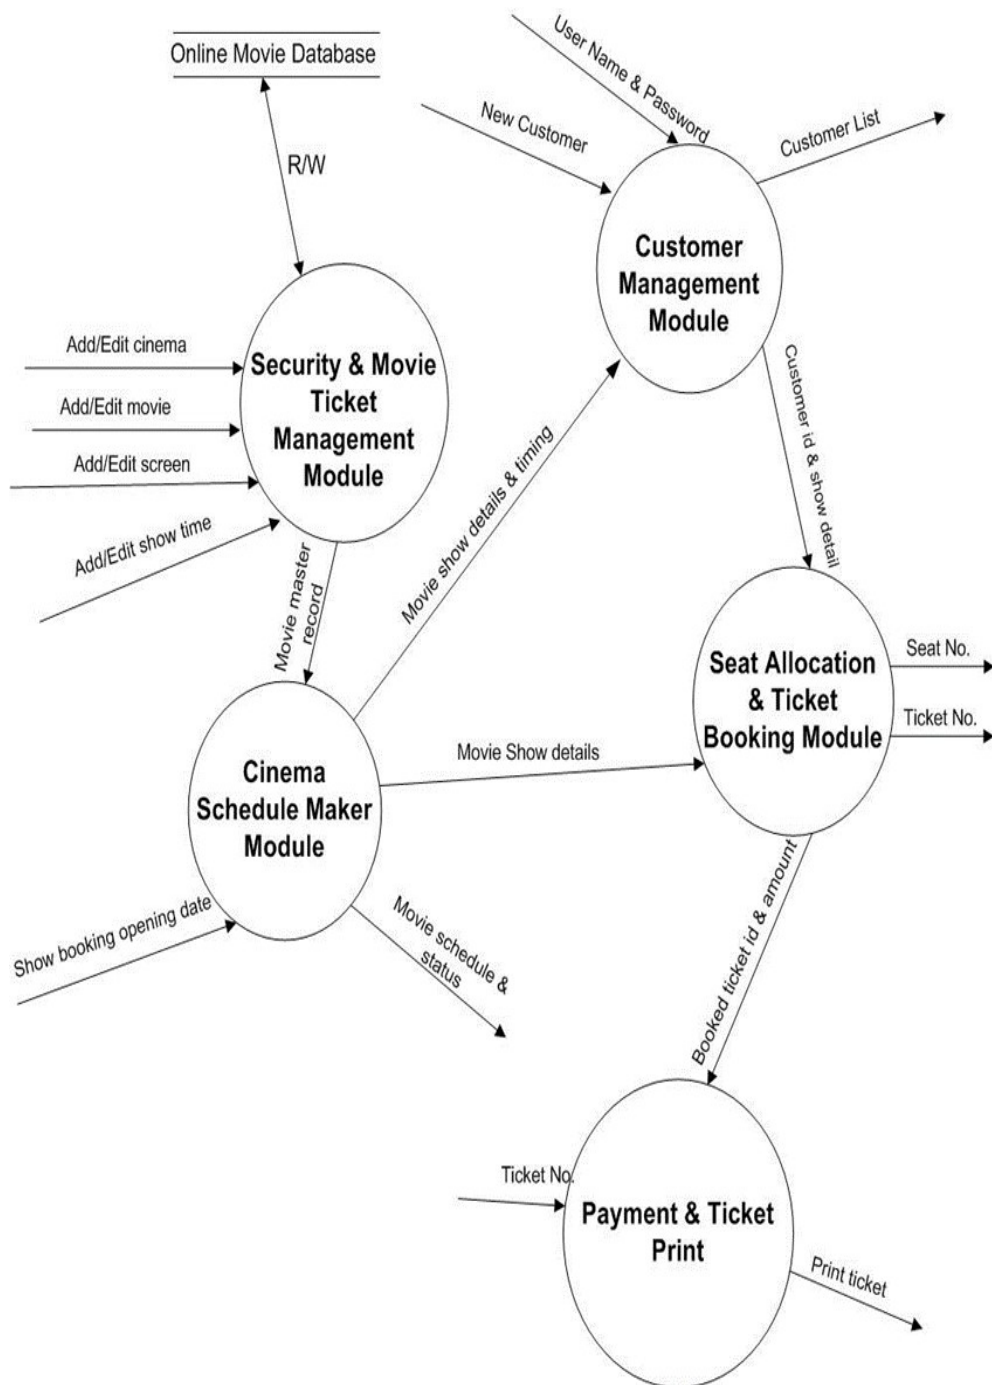 Online Movie Database
User Name & Password
New Customer
Customer List
R/W
Customer
Management
Module
Add/Edit cinema
Add/Edit movie
Add/Edit screen
Add/Edit show time
Security & Movie
Ticket
Management
Module
Movie show details & timing
Customer id & show detail
Movie master
record
Seat Allocation
& Ticket
Booking Module
Seat No.
Ticket No.
Movie Show details
Cinema
Schedule Maker
Module
Show booking opening date
Movie schedule &
status
Booked ticket id & amount
Ticket No.
Payment & Ticket
Print
Print ticket